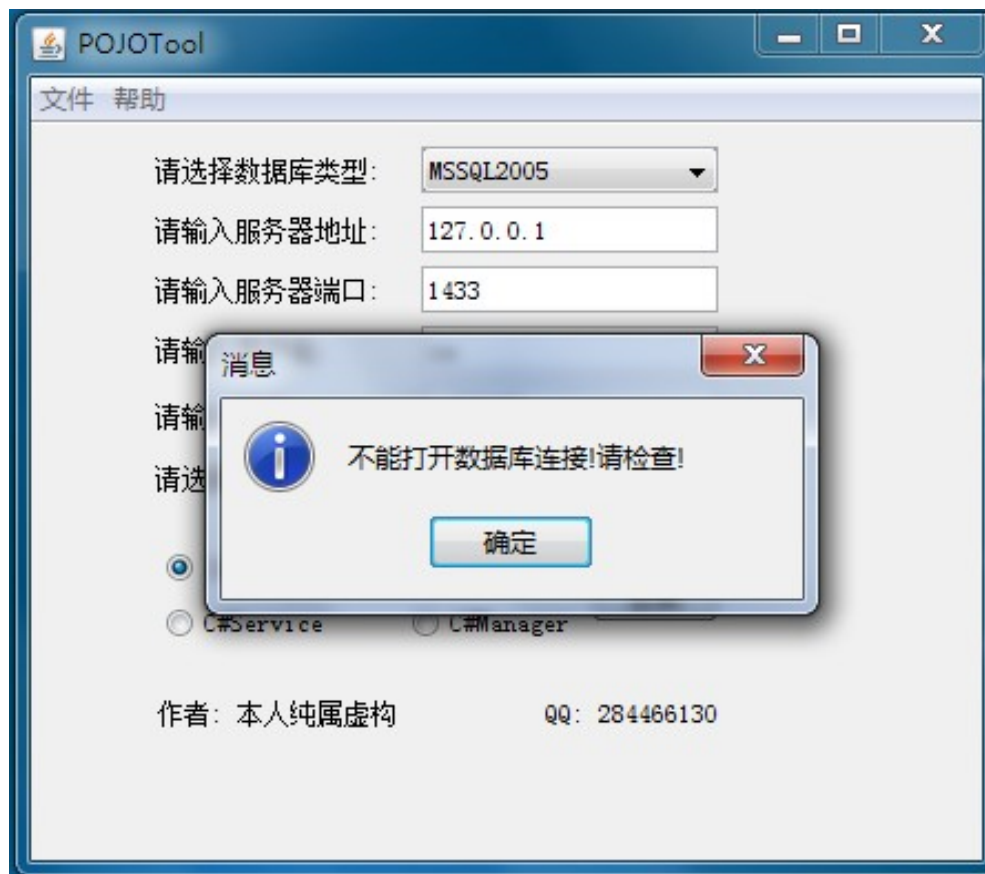 POJOTool
文件 帮助
请选择数据库类型: MSSQL2005
请输入服务器地址: 127.0.0.1
请输入服务器端口: 1433
请输
消息
请输
不能打开数据库连接!请检查!
请选
确定
C#Service C#Manager
作者: 本人纯属虚构 QQ: 284466130